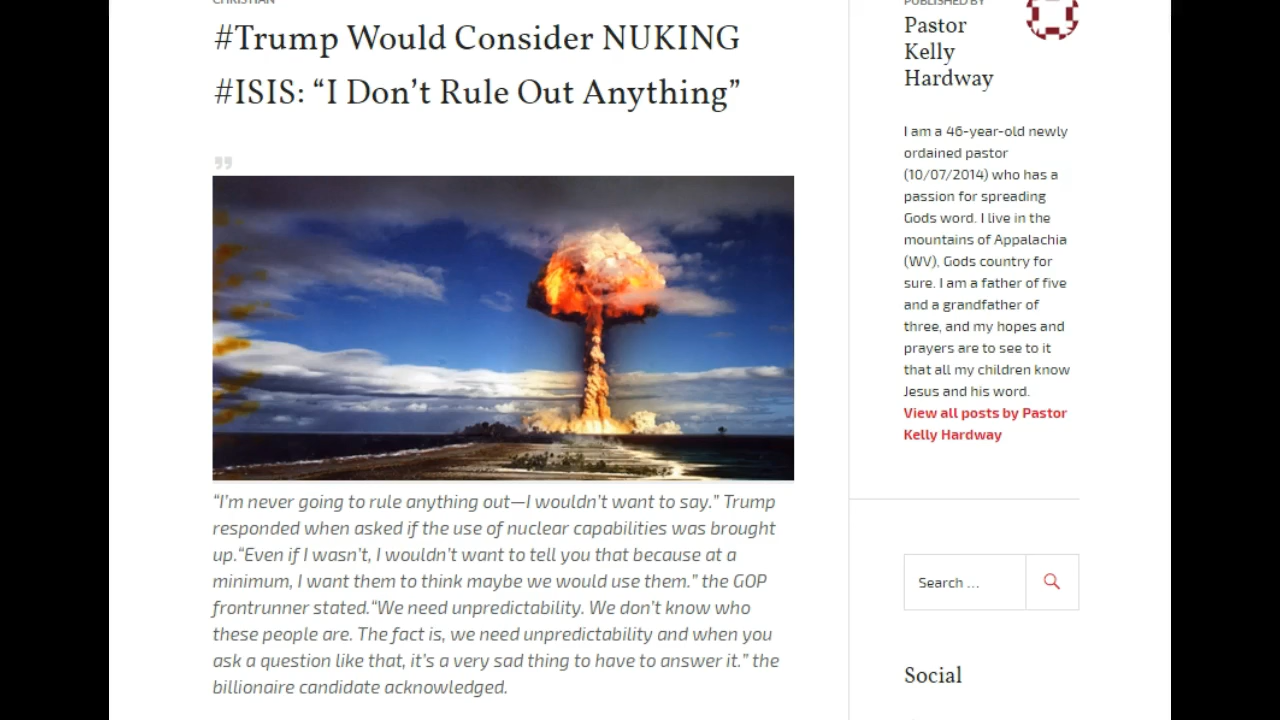 CHRISTIAN
#Trump Would Consider NUKING
#ISIS: “I Don’t Rule Out Anything”
”
“I’m never going to rule anything out—I wouldn’t want to say.” Trump
responded when asked if the use of nuclear capabilities was brought
up.“Even if I wasn’t, I wouldn’t want to tell you that because at a
minimum, I want them to think maybe we would use them.” the GOP
frontrunner stated.“We need unpredictability. We don’t know who
these people are. The fact is, we need unpredictability and when you
ask a question like that, it’s a very sad thing to have to answer it.” the
billionaire candidate acknowledged.
PUBLISHED BY
Pastor
Kelly
Hardway
I am a 46-year-old newly
ordained pastor
(10/07/2014) who has a
passion for spreading
Gods word. I live in the
mountains of Appalachia
(WV), Gods country for
sure. I am a father of five
and a grandfather of
three, and my hopes and
prayers are to see to it
that all my children know
Jesus and his word.
View all posts by Pastor
Kelly Hardway
Search …
Social